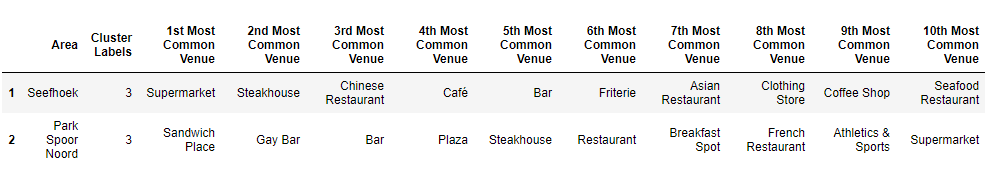 Area Cluster Labels 1st Most Common Venue 2nd Most Common Venue 3rd Most Common Venue 4th Most Common Venue 5th Most Common Venue 6th Most Common Venue 7th Most Common Venue 8th Most Common Venue 9th Most Common Venue 10th Most Common Venue
1 Seefhoek 3 Supermarket Steakhouse Chinese Restaurant Café Bar Friterie Asian Restaurant Clothing Store Coffee Shop Seafood Restaurant
2 Park Spoor Noord 3 Sandwich Place Gay Bar Bar Plaza Steakhouse Restaurant Breakfast Spot French Restaurant Athletics & Sports Supermarket